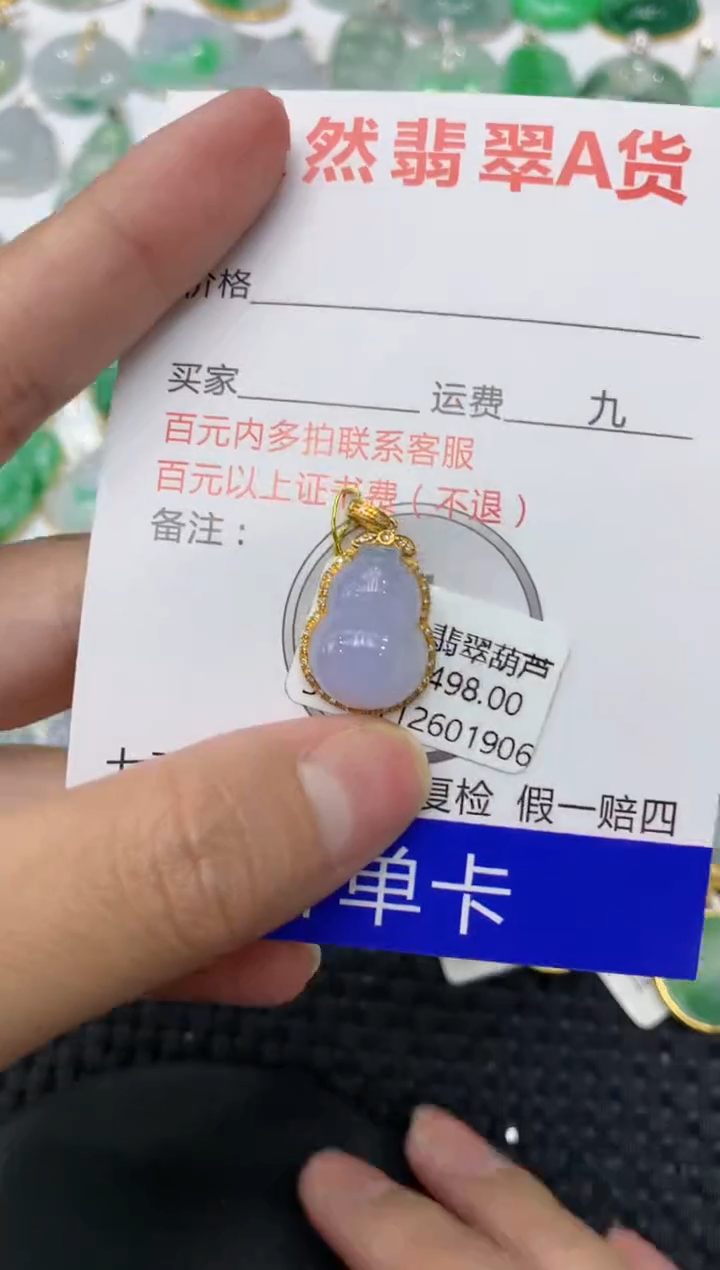 然翡翠A货
价格
买家 运费 九
百元内多拍联系客服
百元以上证书费（不退）
备注：
翡翠葫芦
498.00
12601906
复检 假一赔四
单卡